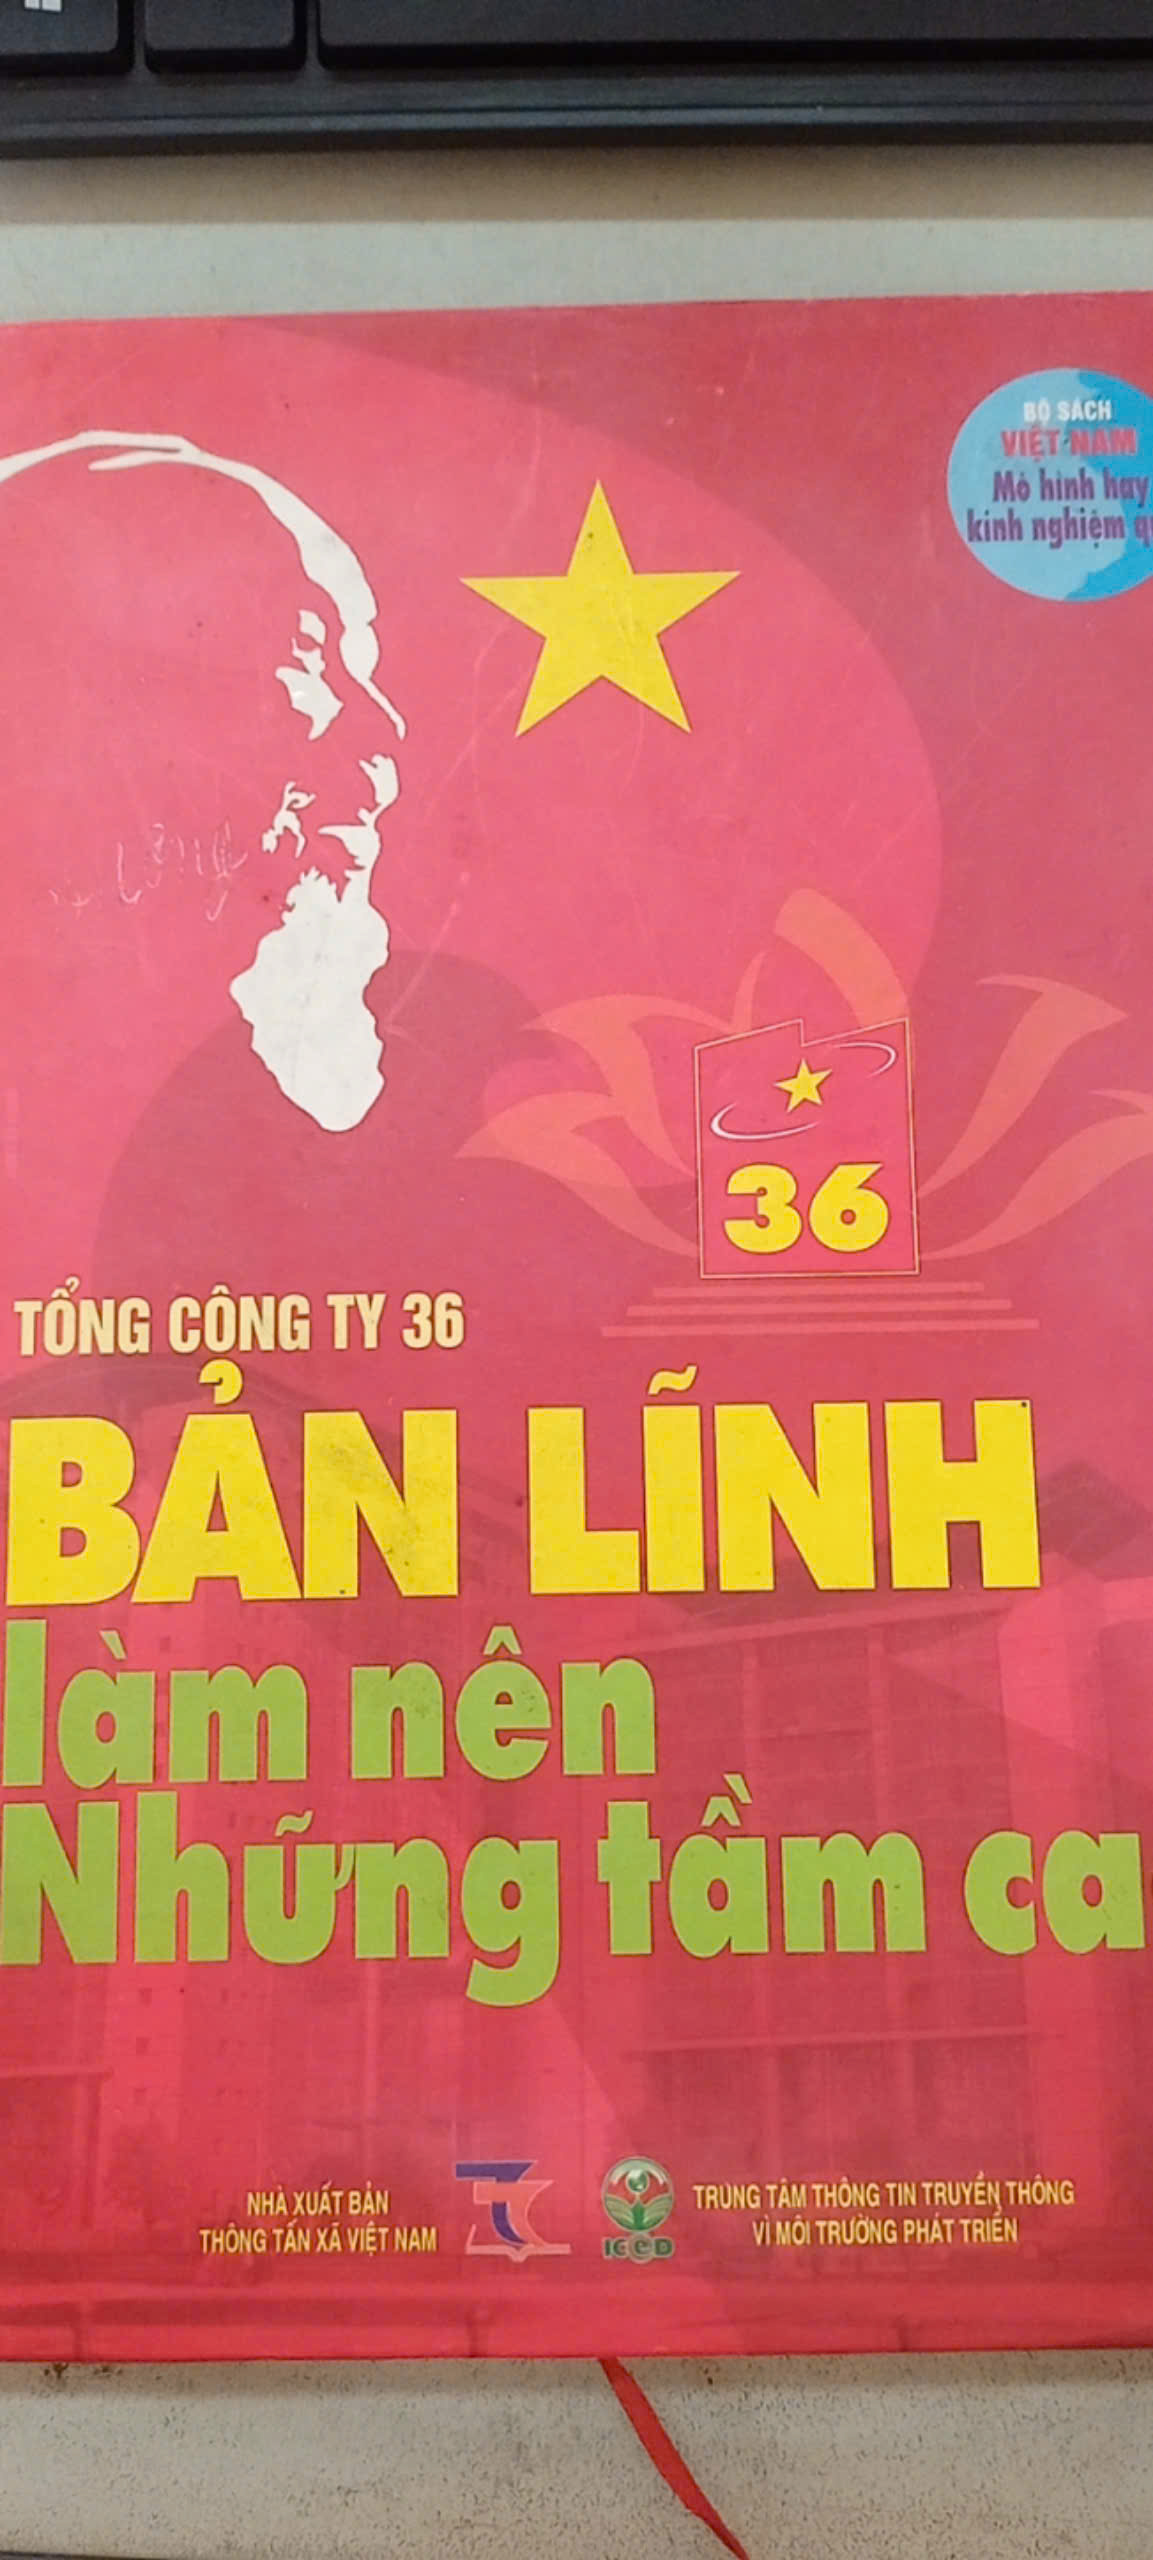 BỘ SÁCH
VIỆT NAM
Mô hình hay
kinh nghiệm
36
TỔNG CÔNG TY 36
BẢN LĨNH
làm nên
Những tầm ca
NHÀ XUẤT BẢN
THÔNG TẤN XÃ VIỆT NAM
ICeD
TRUNG TÂM THÔNG TIN TRUYỀN THÔNG
VÌ MÔI TRƯỜNG PHÁT TRIỂN